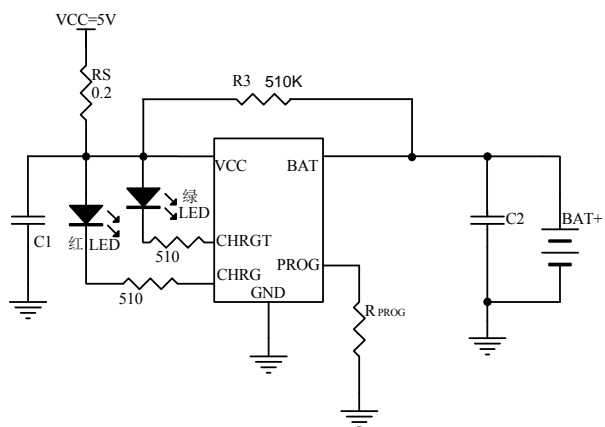 VCC=5V
RS
0.2
R3 510K
VCC
BAT
绿
LED
C1
红 LED
CHRGT
510
C2
BAT+
CHRG
PROG
510
GND
R PROG